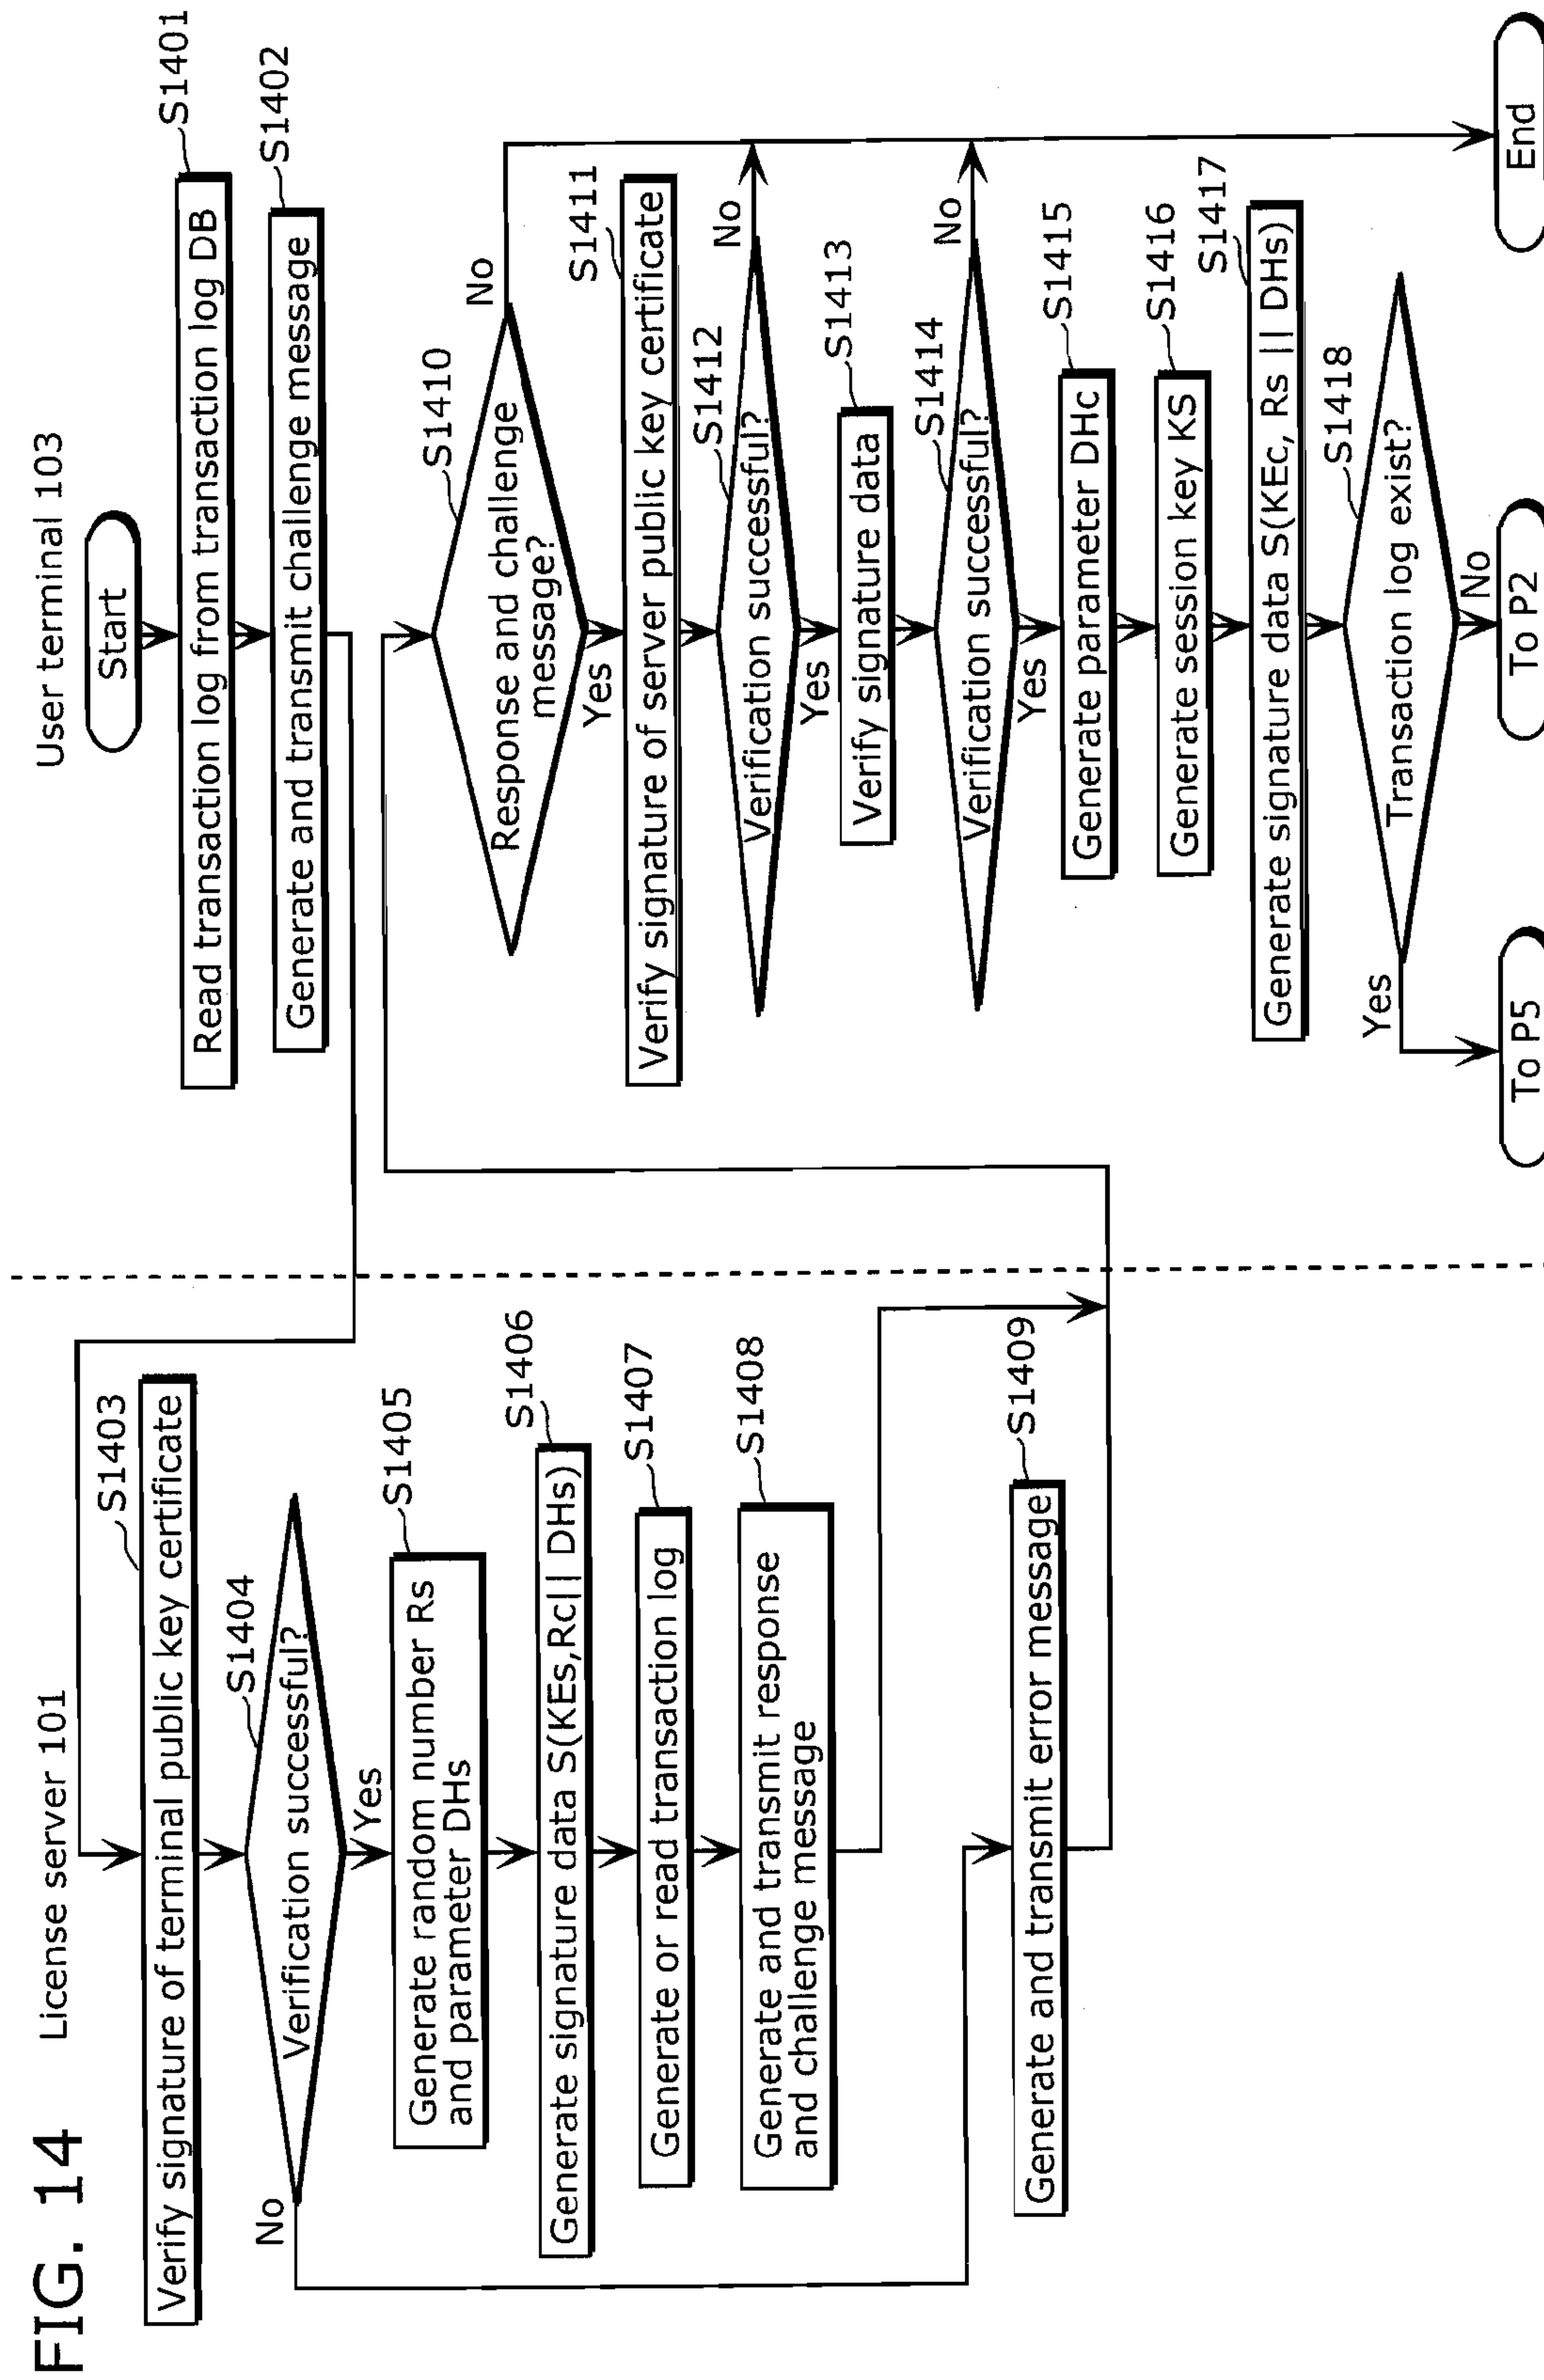 FIG. 14
License server 101
S1403
Verify signature of terminal public key certificate
S1404
Verification successful?
No
Yes
S1405
Generate random number Rs
and parameter DHs
S1406
Generate signature data S(KEs,Rc|| DHs)
S1407
Generate or read transaction log
S1408
Generate and transmit response
and challenge message
S1409
Generate and transmit error message
User terminal 103
Start
S1401
Read transaction log from transaction log DB
S1402
Generate and transmit challenge message
S1410
Response and challenge
message?
No
Yes
S1411
Verify signature of server public key certificate
S1412
Verification successful?
No
Yes
S1413
Verify signature data
S1414
Verification successful?
No
Yes
S1415
Generate parameter DHc
S1416
Generate session key KS
S1417
Generate signature data S(KEc, Rs || DHs)
S1418
Transaction log exist?
Yes
No
To P5
To P2
End